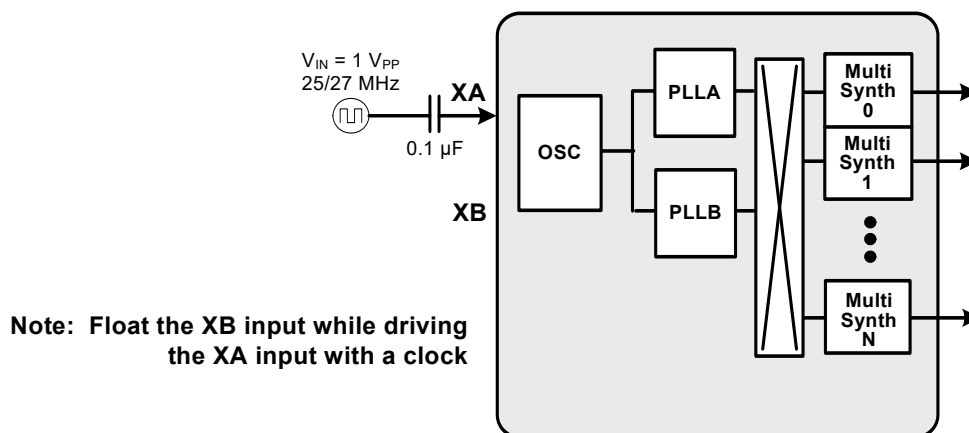 V_IN = 1 V_PP
25/27 MHz
XA
0.1 µF
XB
OSC
PLLA
PLLB
Multi
Synth
0
Multi
Synth
1
Multi
Synth
N
Note: Float the XB input while driving
the XA input with a clock